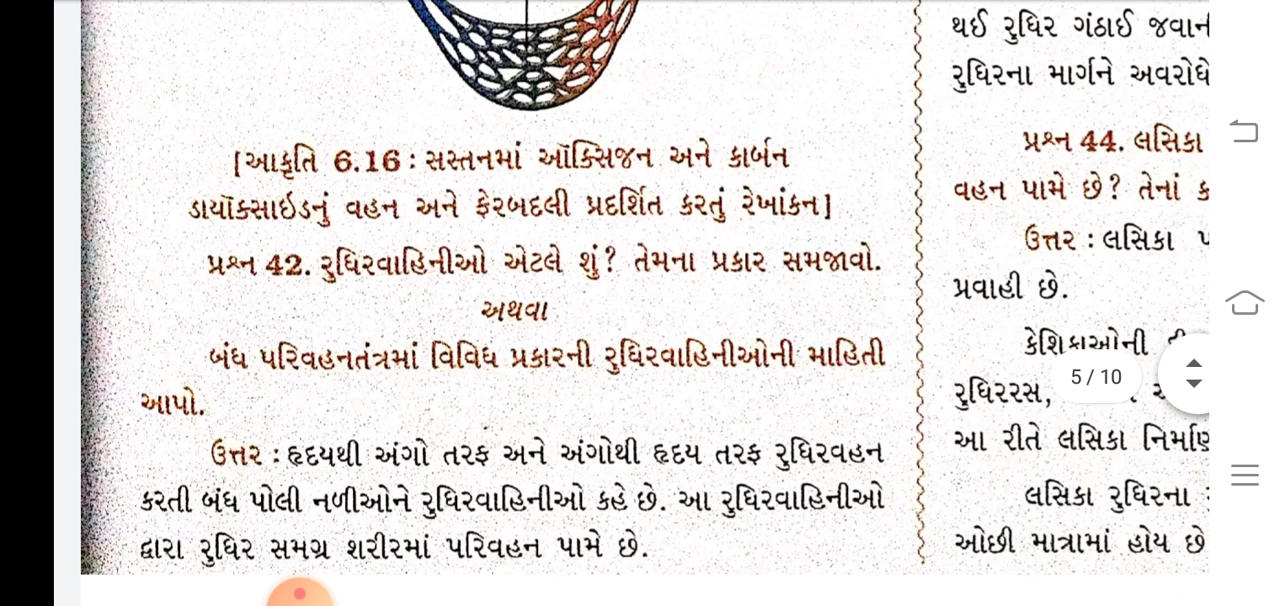 [આકૃતિ 6.16 : સસ્તનમાં ઑક્સિજન અને કાર્બન
ડાયૉક્સાઇડનું વહન અને ફેરબદલી પ્રદર્શિત કરતું રેખાંકન]
પ્રશ્ન 42. રુધિરવાહિનીઓ એટલે શું? તેમના પ્રકાર સમજાવો.
અથવા
બંધ પરિવહનતંત્રમાં વિવિધ પ્રકારની રુધિરવાહિનીઓની માહિતી
આપો.
ઉત્તર : હૃદયથી અંગો તરફ અને અંગોથી હૃદય તરફ રુધિરવહન
કરતી બંધ પોલી નળીઓને રુધિરવાહિનીઓ કહે છે. આ રુધિરવાહિનીઓ
દ્વારા રુધિર સમગ્ર શરીરમાં પરિવહન પામે છે.
થઈ રુધિર ગંઠાઈ જવાની
રુધિરના માર્ગને અવરોધે
પ્રશ્ન 44. લસિકા
વહન પામે છે? તેનાં
ઉત્તર : લસિકા
પ્રવાહી છે.
કેશિકાઓની
5 / 10
રુધિરરસ,
આ રીતે લસિકા નિર્માણ
લસિકા રુધિરના
ઓછી માત્રામાં હોય છે